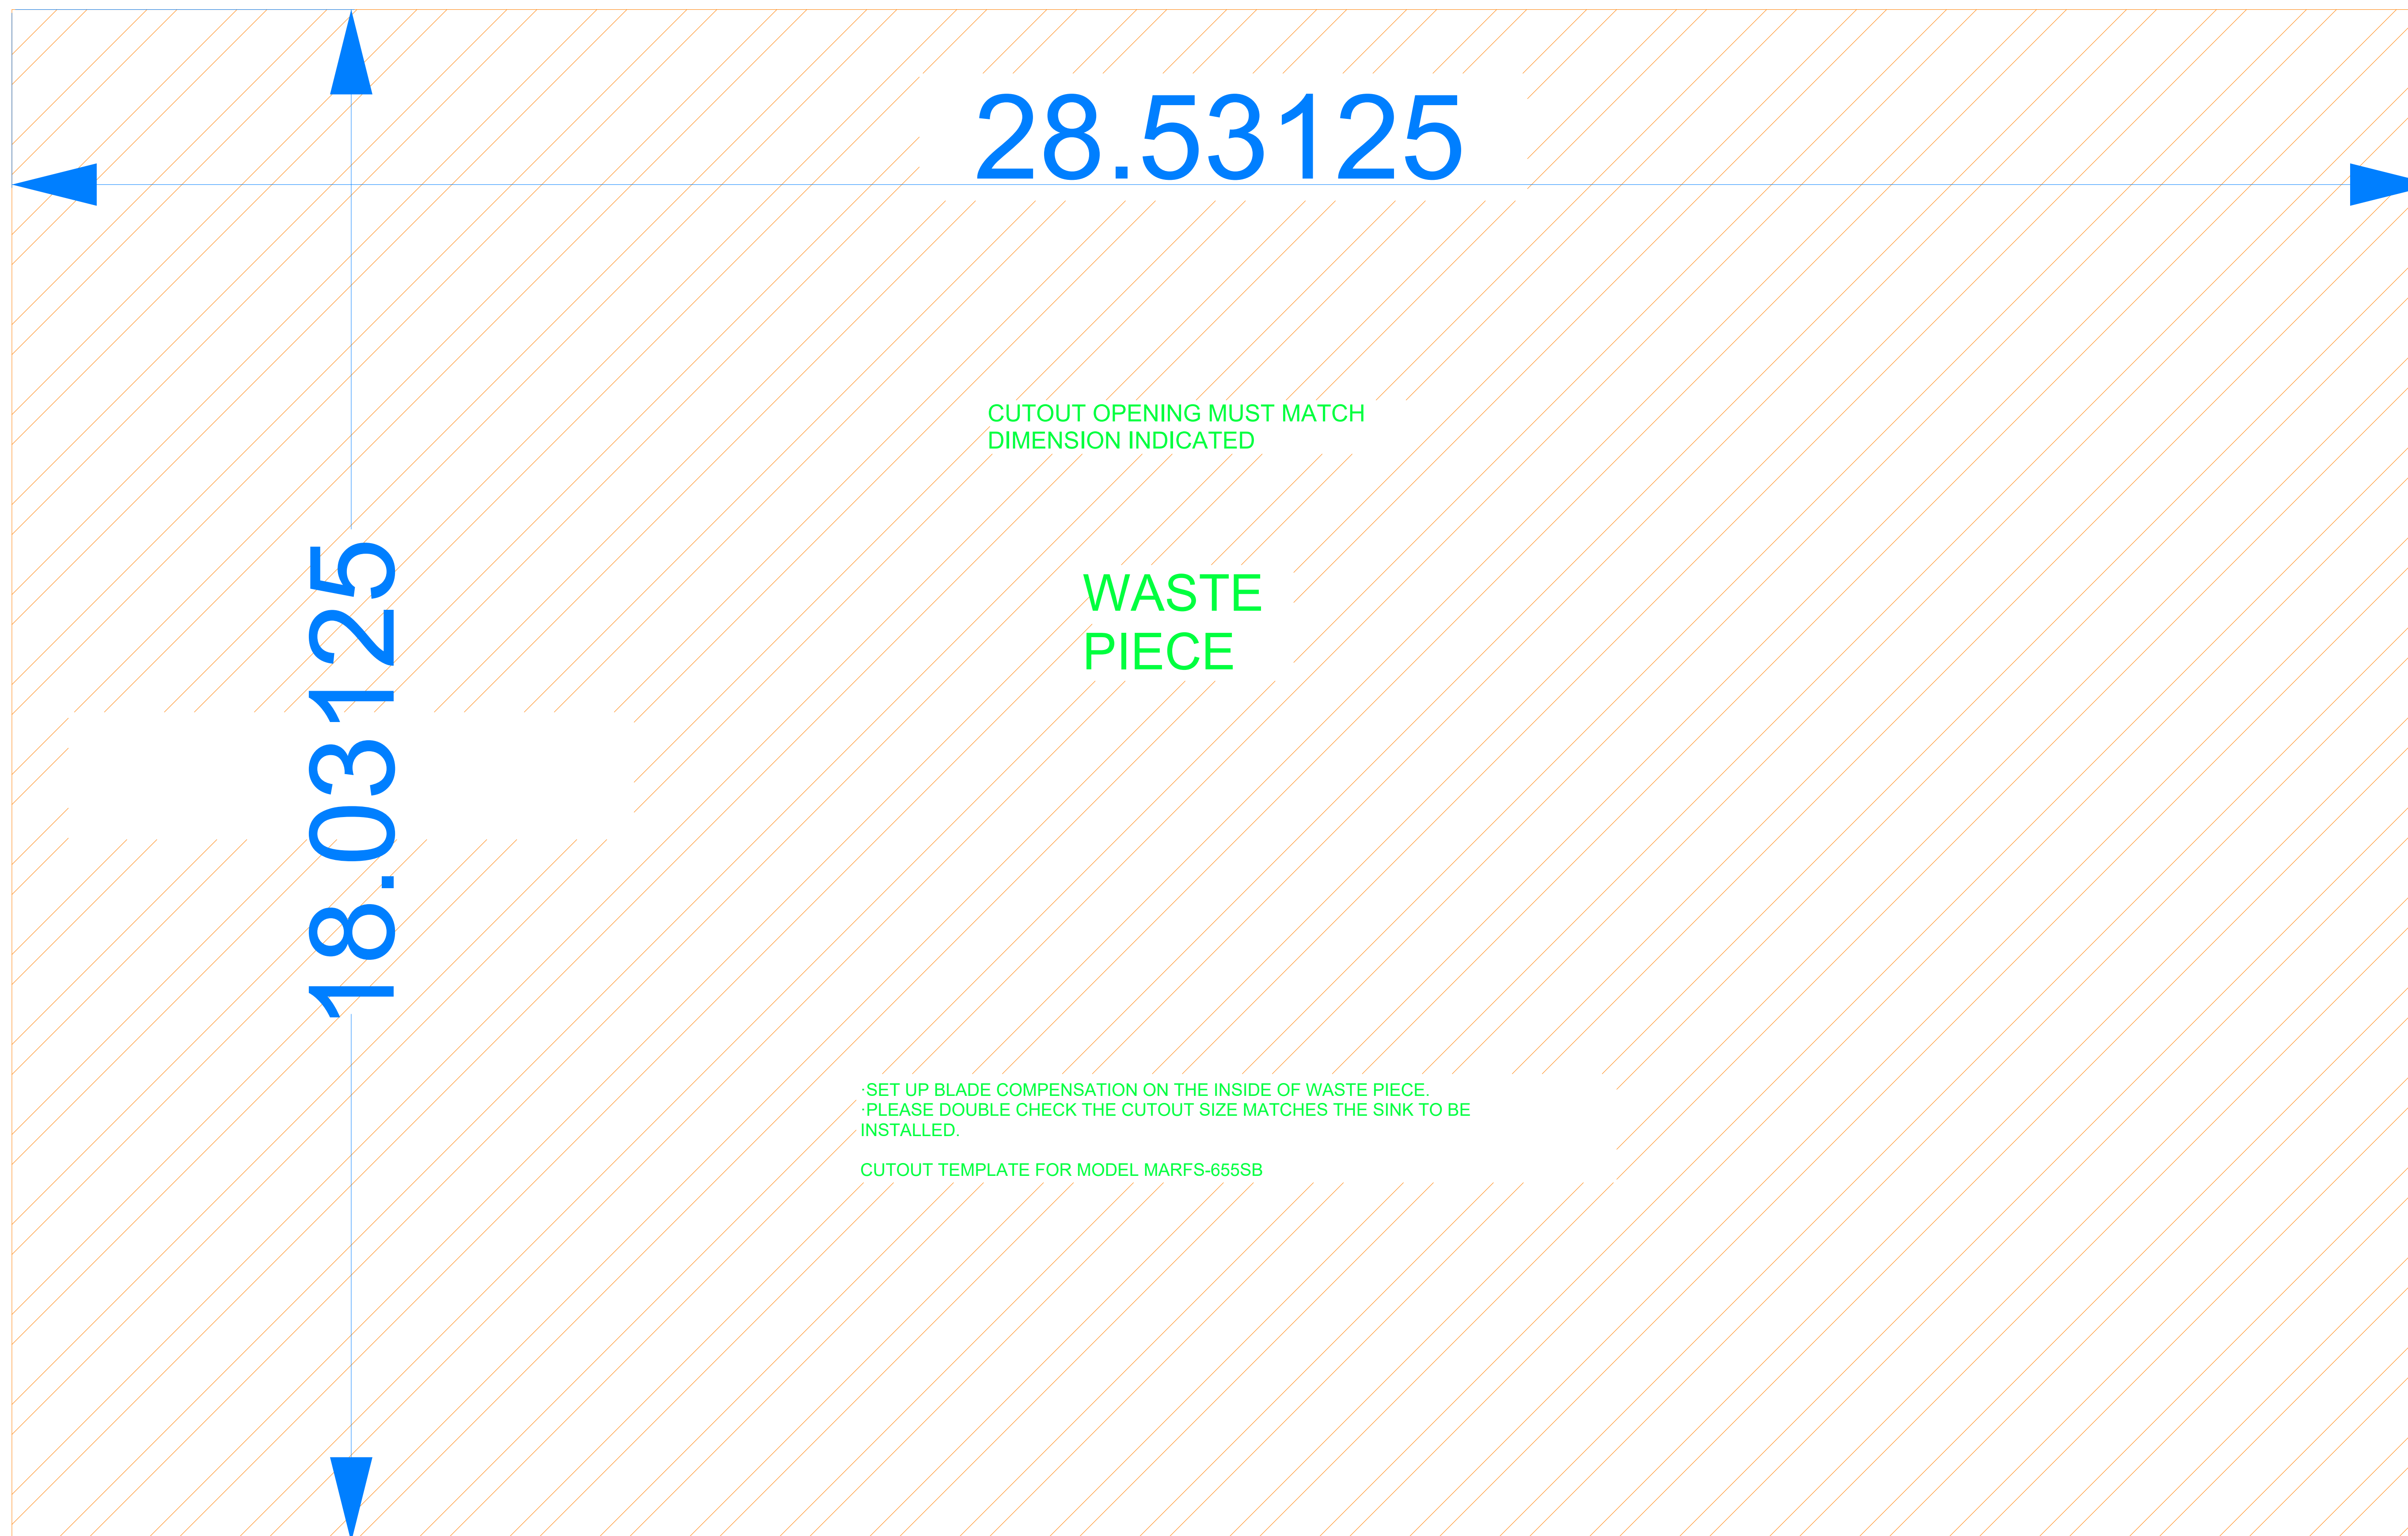 28.53125
CUTOUT OPENING MUST MATCH
DIMENSION INDICATED
WASTE
PIECE
18.03125
·SET UP BLADE COMPENSATION ON THE INSIDE OF WASTE PIECE.
·PLEASE DOUBLE CHECK THE CUTOUT SIZE MATCHES THE SINK TO BE
INSTALLED.
CUTOUT TEMPLATE FOR MODEL MARFS-655SB